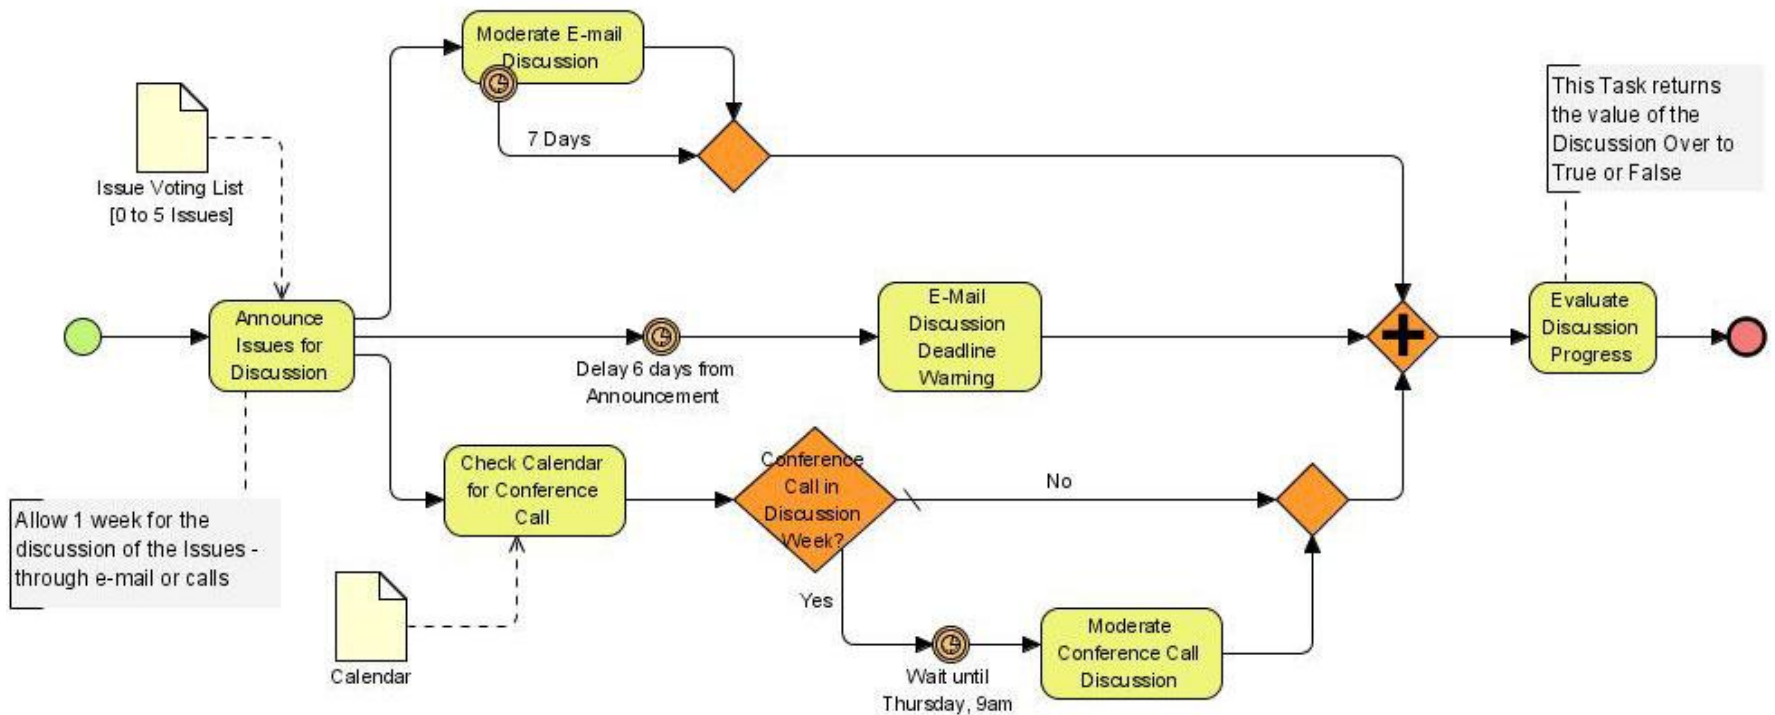 Moderate E-mail
Discussion
7 Days
This Task returns
the value of the
Discussion Over to
True or False
Issue Voting List
[0 to 5 Issues]
Announce
Issues for
Discussion
Delay 6 days from
Announcement
E-Mail
Discussion
Deadline
Warning
Evaluate
Discussion
Progress
Allow 1 week for the
discussion of the Issues -
through e-mail or calls
Check Calendar
for Conference
Call
Conference
Call in
Discussion
Week?
No
Yes
Calendar
Wait until
Thursday, 9am
Moderate
Conference Call
Discussion